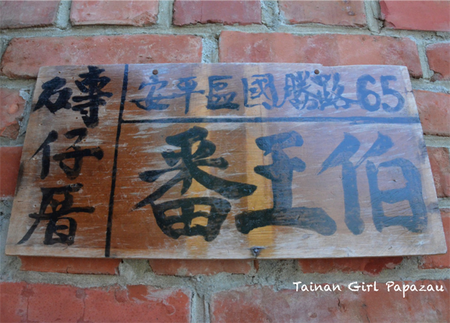 磚仔厝
安平區國勝路65
番王伯
Tainan Girl Papazau